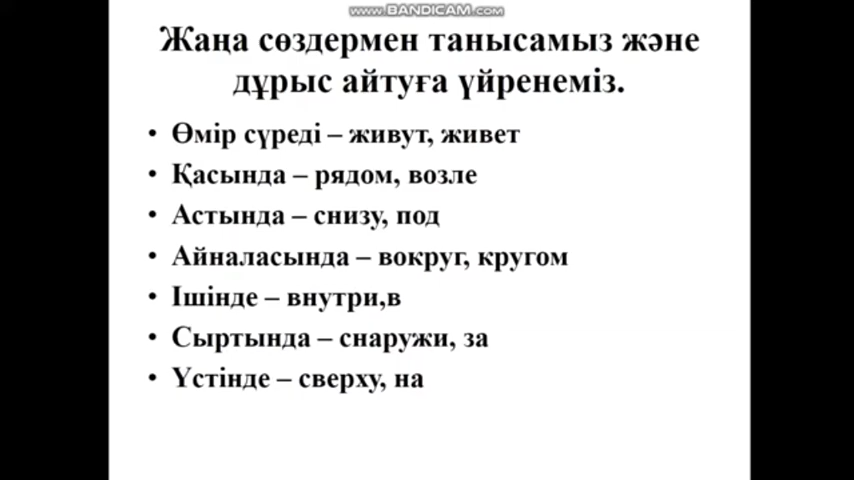 www.BANDICAM.com
Жаңа сөздермен танысамыз және
дұрыс айтуға үйренеміз.
• Өмір сүреді – живут, живет
• Қасында – рядом, возле
• Астында – снизу, под
• Айналасында – вокруг, кругом
• Ішінде – внутри,в
• Сыртында – снаружи, за
• Үстінде – сверху, на